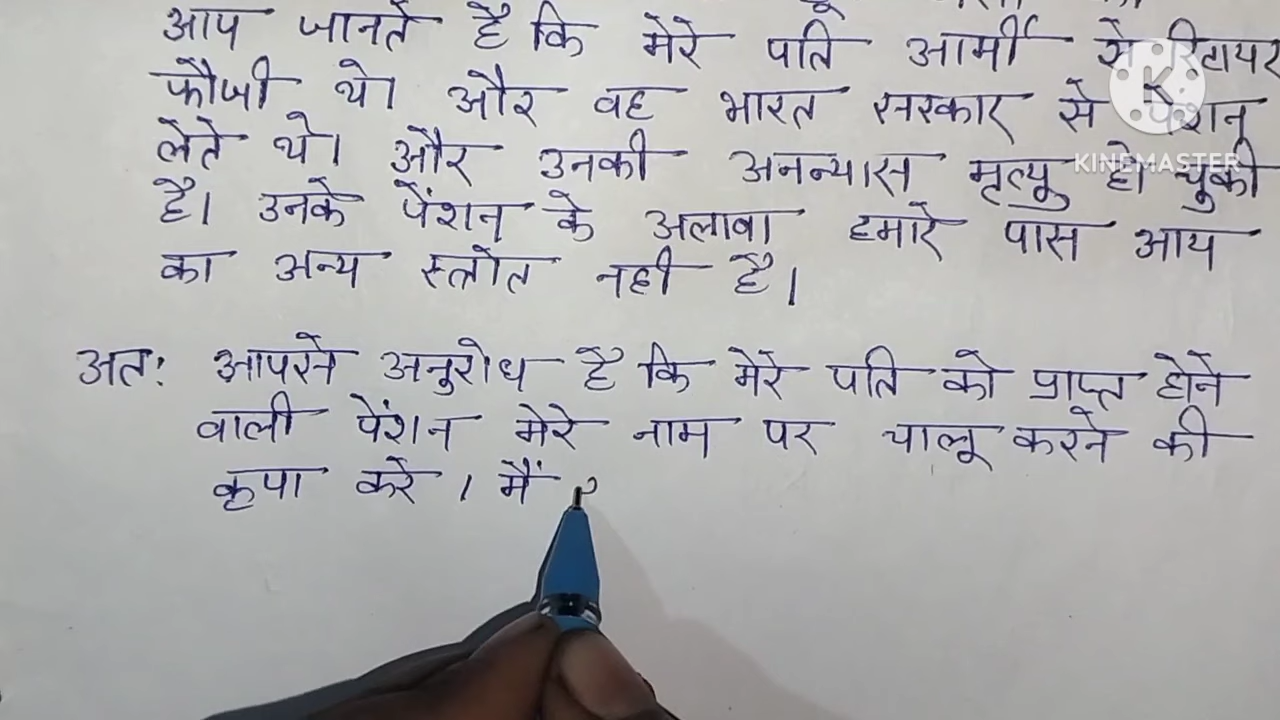 आप जानते है कि मेरे पति आर्मी से रिटायर
फौजी थे। और वह भारत सरकार से पेंशन
लेते थे। और उनकी अनन्यास मृत्यु हो चुकी
KINEMASTER
है। उनके पेंशन के अलावा हमारे पास आय
का अन्य स्त्रोत नही है।
अतः आपसे अनुरोध है कि मेरे पति को प्राप्त होने
वाली पेंशन मेरे नाम पर चालू करने की
कृपा करे। मैं